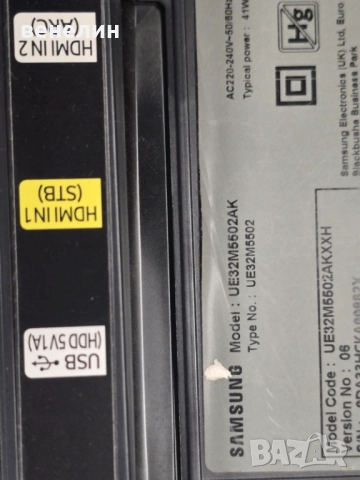 венелин
HDMI IN 2
(ARC)
HDMI IN 1
(STB)
USB
(HDD 5V 1A)
AC220-240V~50/60Hz
Typical power : 41W
Hg
Samsung Electronics (UK) Ltd, Euro
Blackbushe Business Park
SAMSUNG
Model : UE32M5502AK
Type No. : UE32M5502
Model Code : UE32M5502AKXXH
Version No : 06
BAZAR